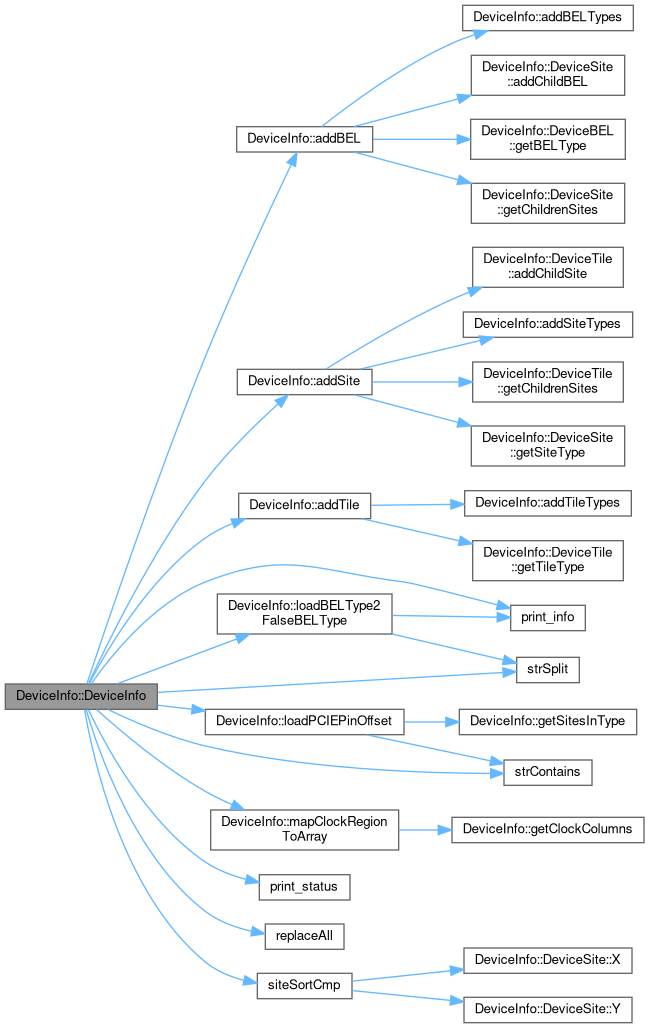 DeviceInfo::addBELTypes
DeviceInfo::DeviceSite
::addChildBEL
DeviceInfo::addBEL
DeviceInfo::DeviceBEL
::getBELType
DeviceInfo::DeviceSite
::getChildrenSites
DeviceInfo::DeviceTile
::addChildSite
DeviceInfo::addSiteTypes
DeviceInfo::addSite
DeviceInfo::DeviceTile
::getChildrenSites
DeviceInfo::DeviceSite
::getSiteType
DeviceInfo::addTile
DeviceInfo::addTileTypes
DeviceInfo::DeviceTile
::getTileType
DeviceInfo::loadBELType2
FalseBELType
print_info
strSplit
DeviceInfo::DeviceInfo
DeviceInfo::loadPCIEPinOffset
DeviceInfo::getSitesInType
strContains
DeviceInfo::mapClockRegion
ToArray
DeviceInfo::getClockColumns
print_status
replaceAll
siteSortCmp
DeviceInfo::DeviceSite::X
DeviceInfo::DeviceSite::Y